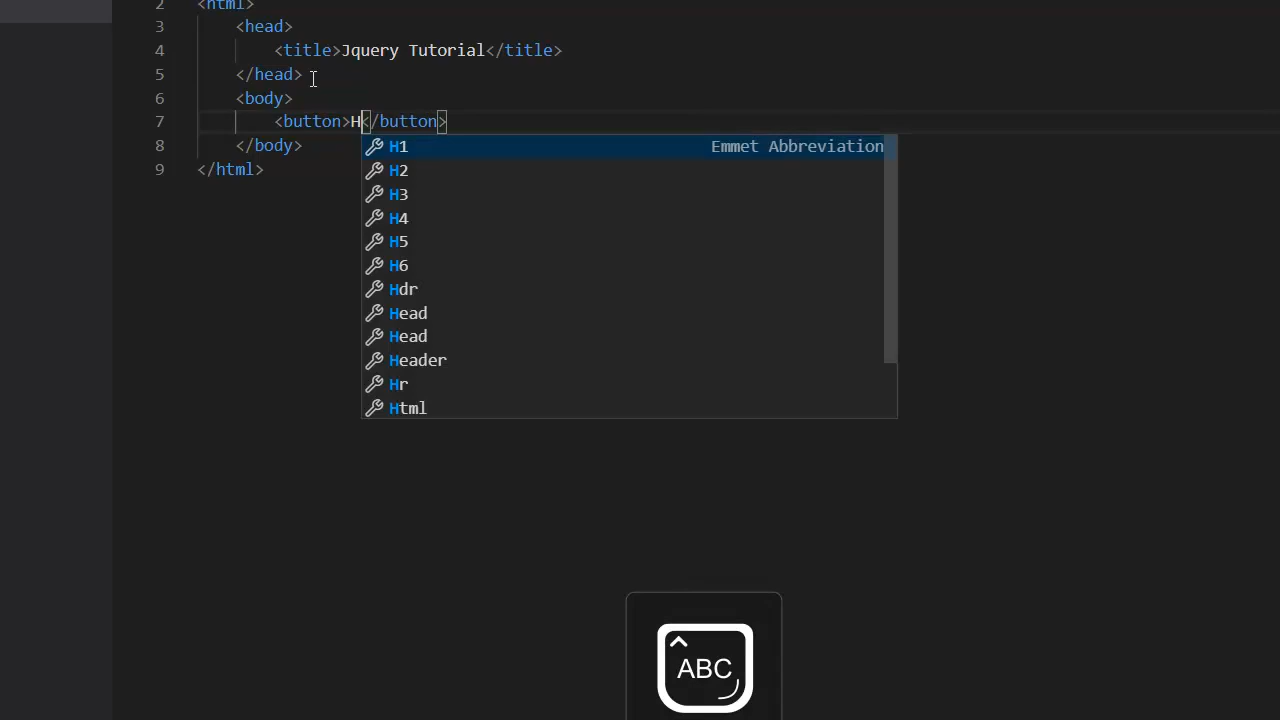 2 <html>
3 <head>
4 <title>Jquery Tutorial</title>
5 </head>
6 <body>
7 <button>H</button>
8 </body>
9 </html>
H1 Emmet Abbreviation
H2
H3
H4
H5
H6
Hdr
Head
Head
Header
Hr
Html
ABC